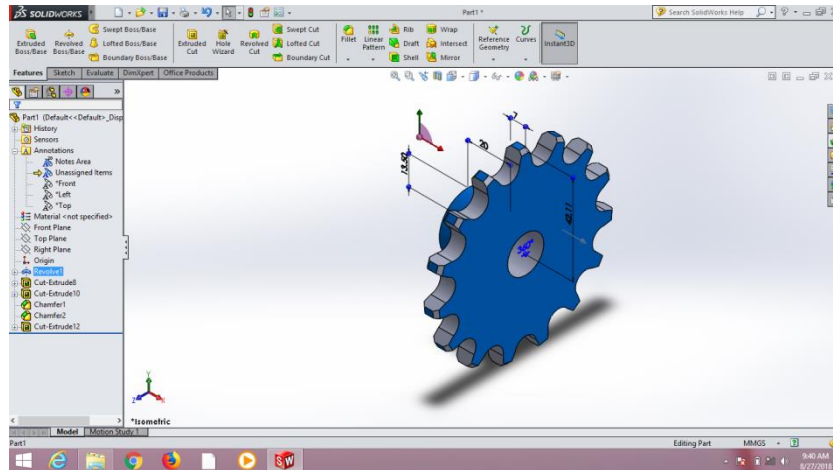 SOLIDWORKS
Part1 *
Search SolidWorks Help
Extruded Boss/Base
Revolved Boss/Base
Swept Boss/Base
Lofted Boss/Base
Boundary Boss/Base
Extruded Cut
Hole Wizard
Revolved Cut
Swept Cut
Lofted Cut
Boundary Cut
Fillet
Linear Pattern
Rib
Draft
Shell
Wrap
Intersect
Mirror
Reference Geometry
Curves
Instant3D
Features
Sketch
Evaluate
DimXpert
Office Products
Part1 (Default<<Default>_Disp
History
Sensors
Annotations
Notes Area
Unassigned Items
*Front
*Left
*Top
Material <not specified>
Front Plane
Top Plane
Right Plane
Origin
Revolve1
Cut-Extrude8
Cut-Extrude10
Chamfer1
Chamfer2
Cut-Extrude12
7
20
13.50
360°
*Isometric
Model
Motion Study 1
Part1
Editing Part
MMGS
9:40 AM